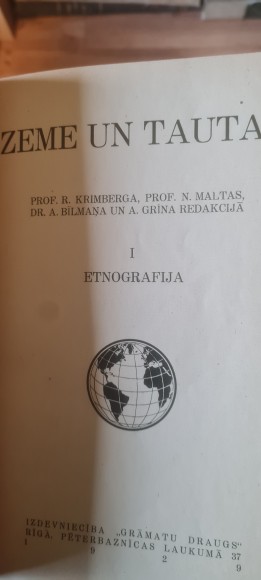 ZEME UN TAUTA
PROF. R. KRIMBERGA, PROF. N. MALTAS,
DR. A. BĪLMAŅA UN A. GRĪNA REDAKCIJĀ
I
ETNOGRAFIJA
IZDEVNIECĪBA „GRĀMATU DRAUGS"
RĪGĀ, PĒTERBAZNĪCAS LAUKUMĀ 37
1 9 2 9